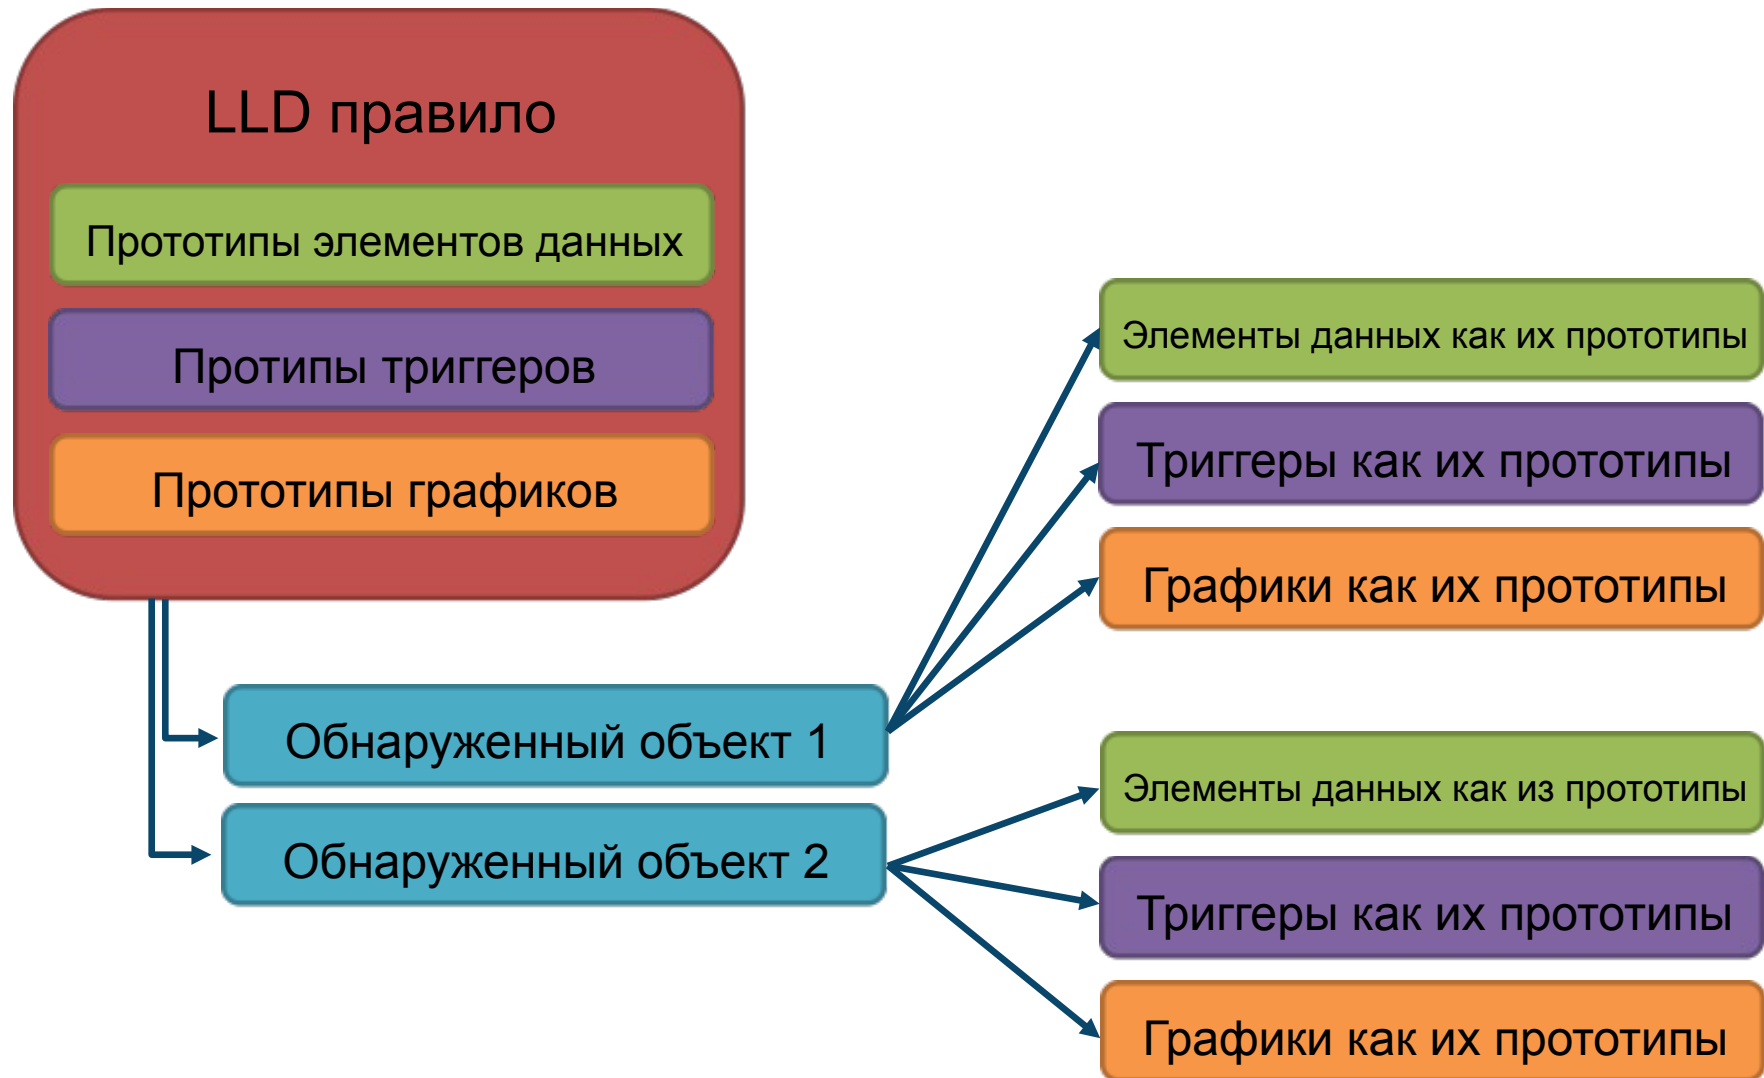 LLD правило
Прототипы элементов данных
Протипы триггеров
Прототипы графиков
Обнаруженный объект 1
Обнаруженный объект 2
Элементы данных как их прототипы
Триггеры как их прототипы
Графики как их прототипы
Элементы данных как из прототипы
Триггеры как их прототипы
Графики как их прототипы